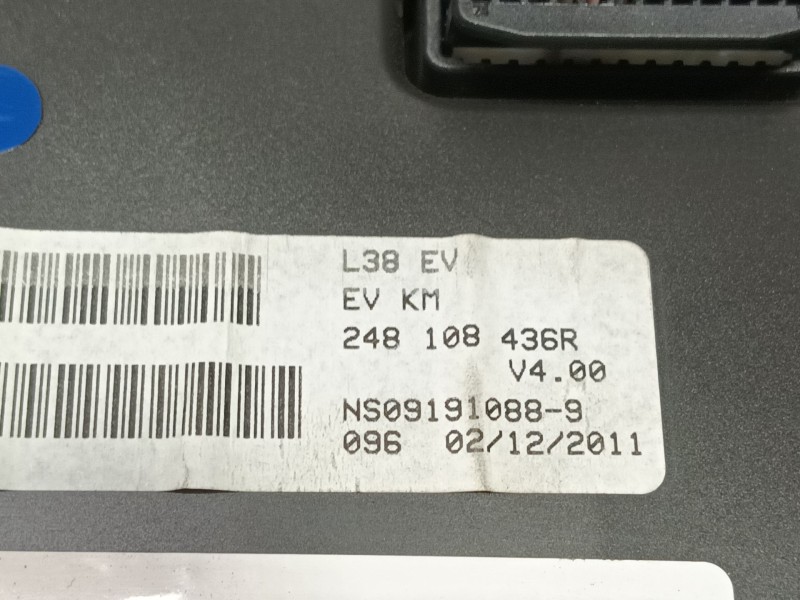 L38 EV
EV KM
248 108 436R
V4.00
NS09191088-9
096 02/12/2011